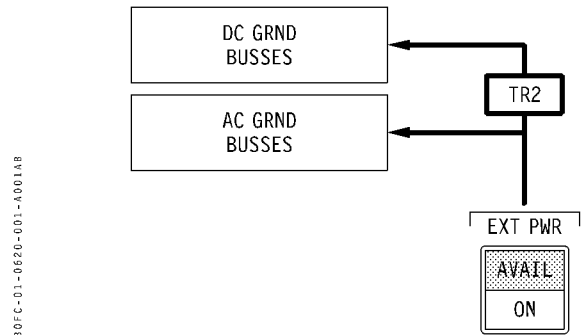 DC GRND
BUSSES
TR2
AC GRND
BUSSES
EXT PWR
AVAIL
ON
30FC-01-0620-001-A001AB